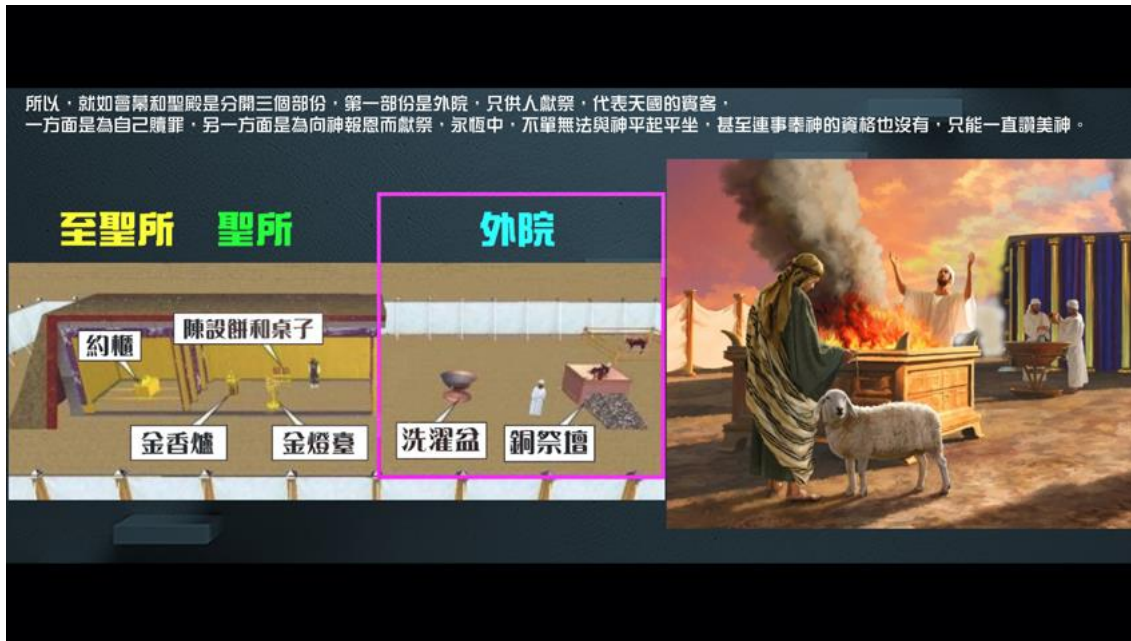 所以，就如會幕和聖殿是分開三個部份，第一部份是外院，只供人獻祭，代表天國的賓客，
一方面是為自己贖罪，另一方面是為向神報恩而獻祭，永恆中，不單無法與神平起平坐，甚至連事奉神的資格也沒有，只能一直讚美神。
至聖所 聖所 外院
陳設餅和桌子
約櫃
金香爐 金燈臺 洗濯盆 銅祭壇